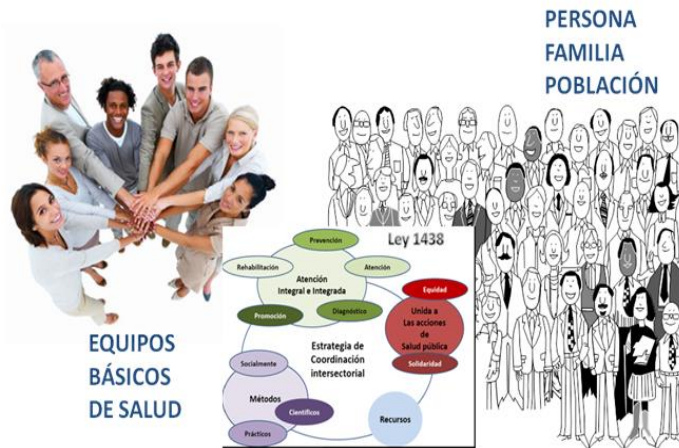 PERSONA
FAMILIA
POBLACIÓN
Ley 1438
Prevención
Rehabilitación
Atención
Atención
Integral e Integrada
Promoción
Diagnóstico
Equidad
Unida a
Las acciones
de
Salud pública
Solidaridad
Estrategia de
Coordinación
intersectorial
Socialmente
Métodos
Científicos
Prácticos
Recursos
EQUIPOS
BÁSICOS
DE SALUD